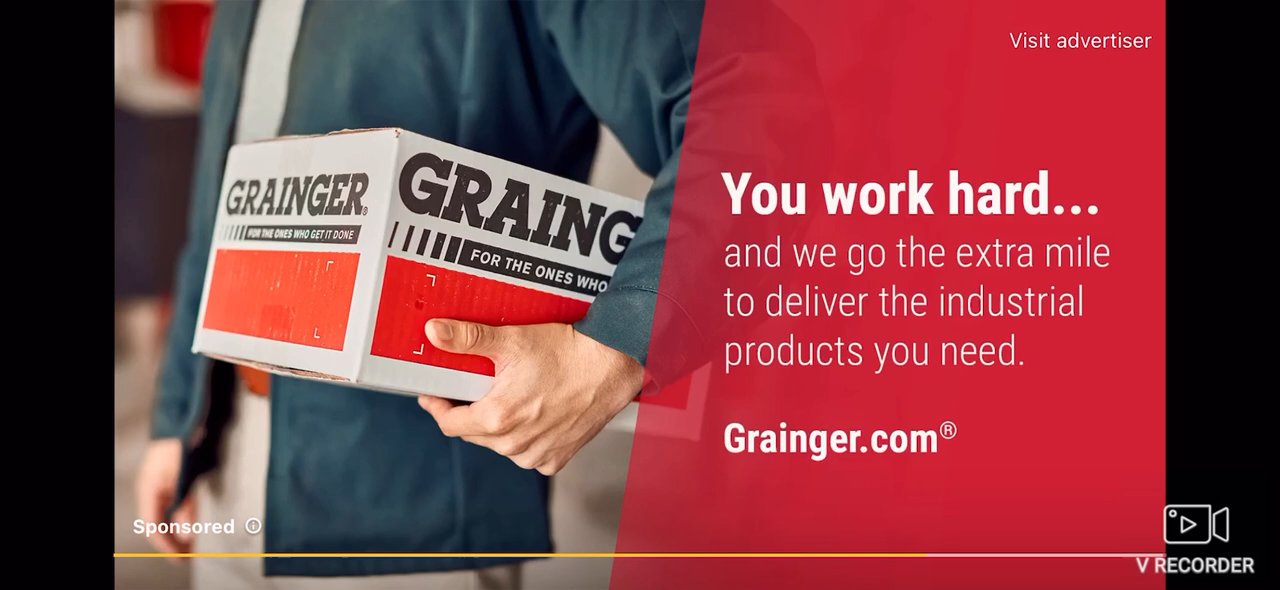 Visit advertiser
GRAINGER®
FOR THE ONES WHO GET IT DONE
GRAING
FOR THE ONES WHO
You work hard...
and we go the extra mile
to deliver the industrial
products you need.
Grainger.com®
Sponsored
V RECORDER